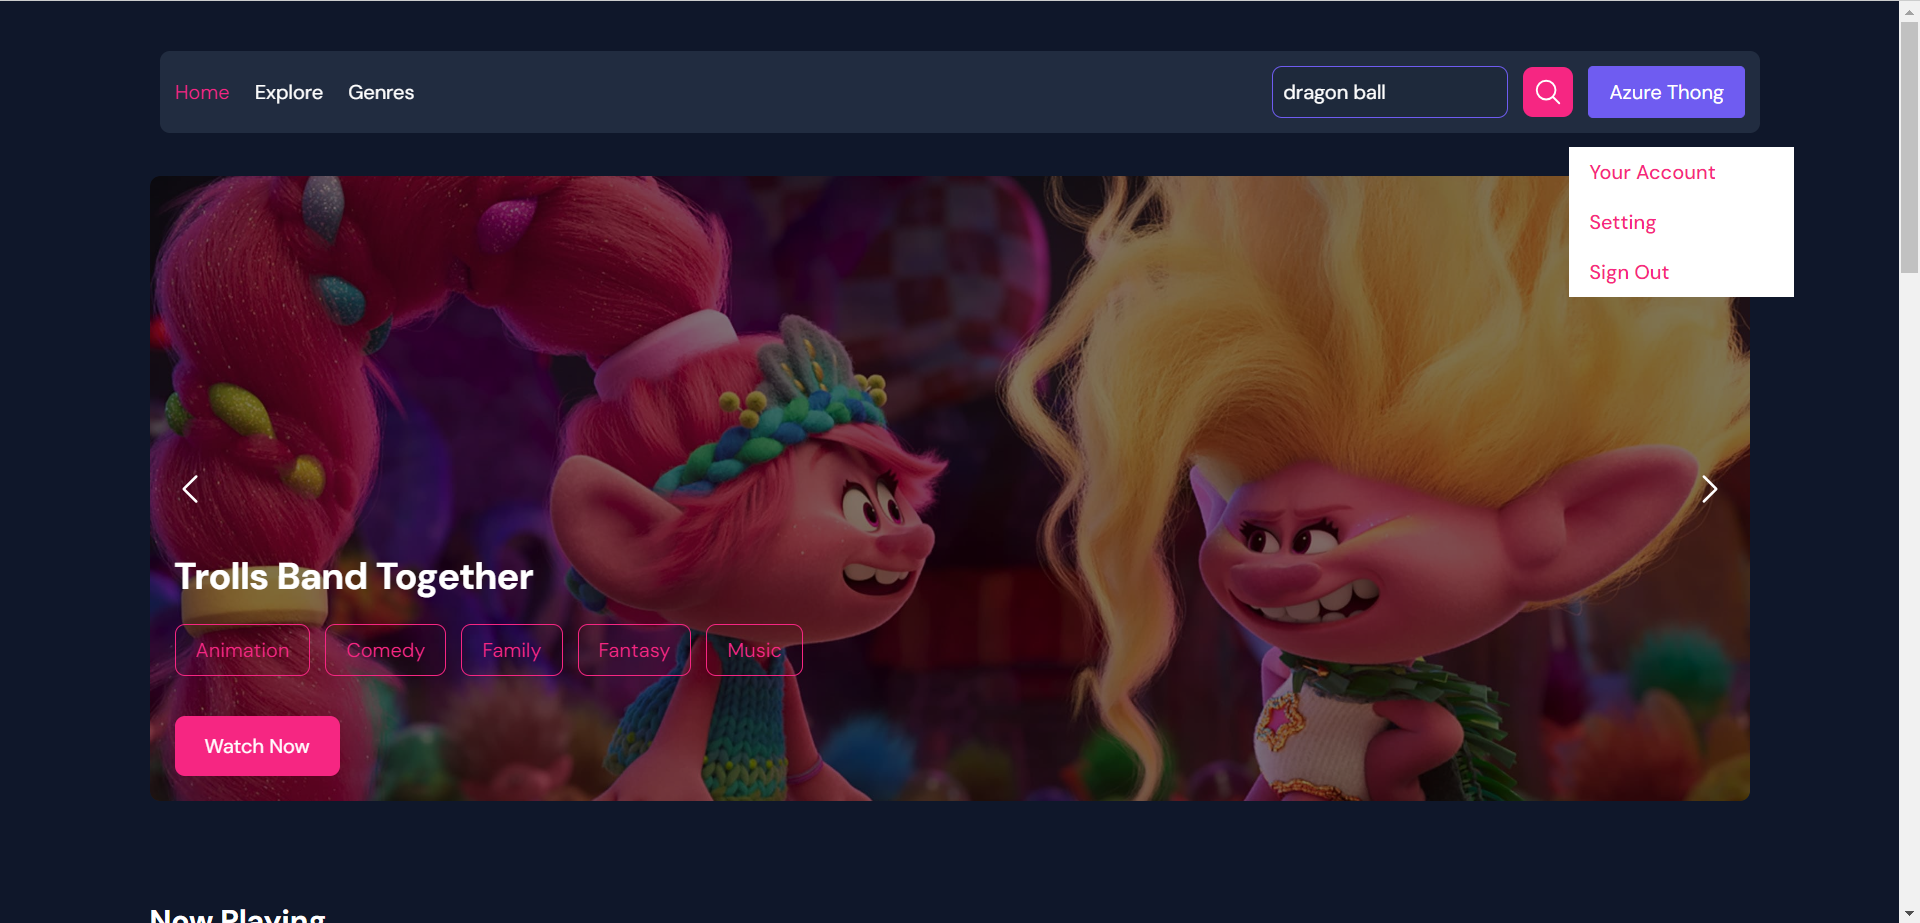 Home Explore Genres dragon ball Azure Thong
Your Account
Setting
Sign Out
Trolls Band Together
Animation Comedy Family Fantasy Music
Watch Now
Now Playing